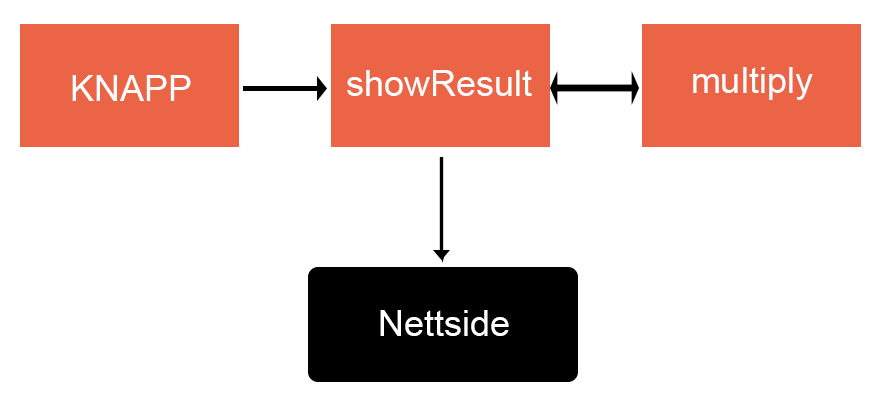 KNAPP
showResult
multiply
Nettside